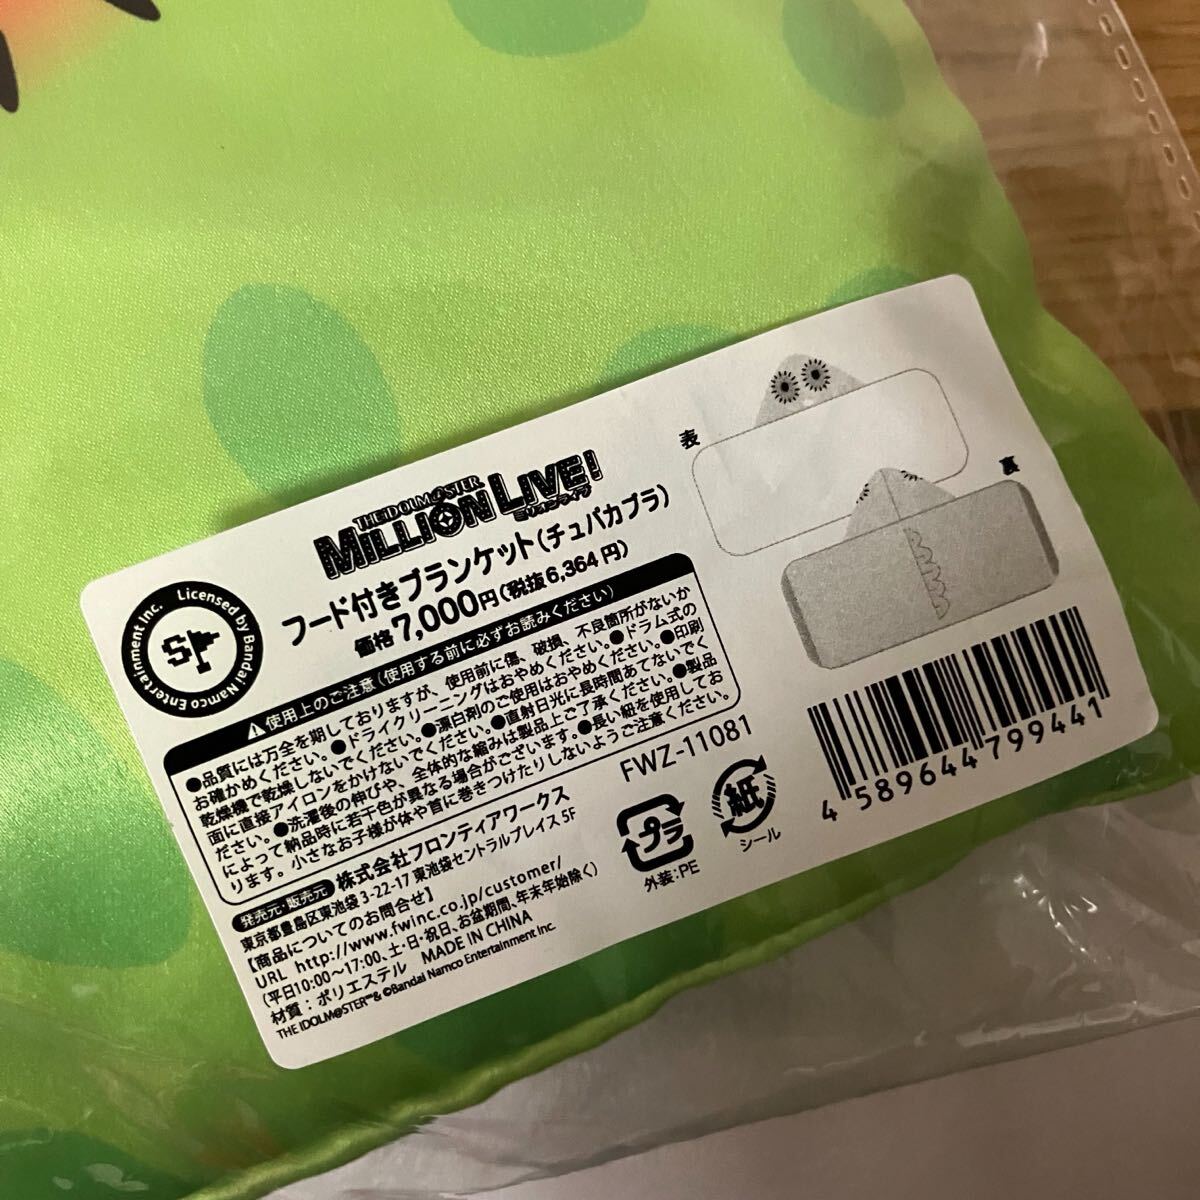 THE IDOLM@STER
MILLION LIVE!
ミリオンライブ
フード付きブランケット(チュパカブラ)
価格7,000円(税抜6,364円)
Licensed by Bandai Namco Entertainment Inc.
表
裏
⚠使用上のご注意(使用する前に必ずお読みください)
●品質には万全を期しておりますが、使用前に傷、破損、不良箇所がないか
お確かめください。●ドライクリーニングはおやめください。●ドラム式の
乾燥機で乾燥しないでください。●漂白剤のご使用はおやめください。●印刷
面に直接アイロンをかけないでください。●直射日光に長時間あてないでく
ださい。●洗濯後の伸びや、全体的な縮みは製品上ご了承ください。●製品
によって納品時に若干色が異なる場合がございます。●長い紐を使用してお
ります。小さなお子様が体や首に巻きつけたりしないようご注意ください。
発売元・販売元 株式会社フロンティアワークス
東京都豊島区東池袋3-22-17 東池袋セントラルプレイス 5F
【商品についてのお問合せ】
URL http://www.fwinc.co.jp/customer/
(平日10:00〜17:00、土・日・祝日、お盆期間、年末年始除く)
材質：ポリエステル MADE IN CHINA
THE IDOLM@STER™& ©Bandai Namco Entertainment Inc.
FWZ-11081
プラ
外装:PE
紙
シール
4 589644 799441